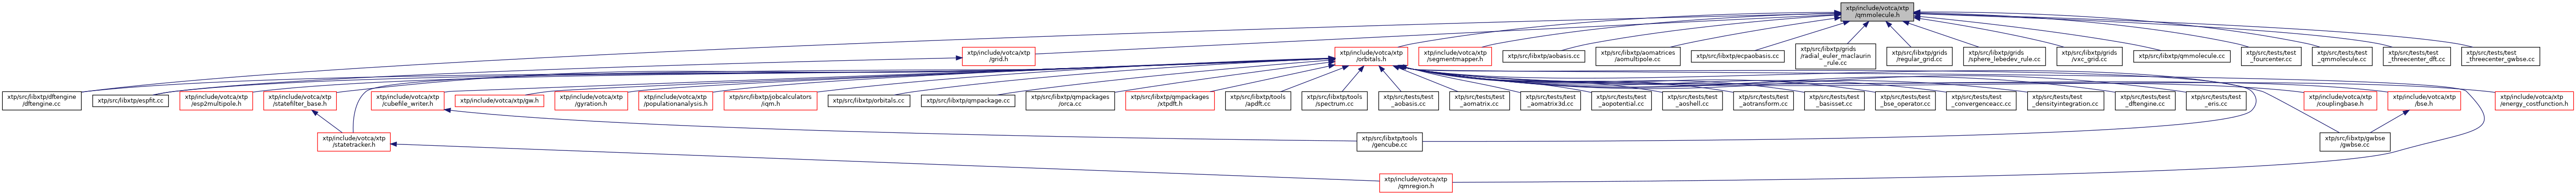 xtp/include/votca/xtp
/qmmolecule.h
xtp/include/votca/xtp
/grid.h
xtp/include/votca/xtp
/orbitals.h
xtp/include/votca/xtp
/segmentmapper.h
xtp/src/libxtp/aobasis.cc
xtp/src/libxtp/aomatrices
/aomultipole.cc
xtp/src/libxtp/ecpaobasis.cc
xtp/src/libxtp/grids
/radial_euler_maclaurin
_rule.cc
xtp/src/libxtp/grids
/regular_grid.cc
xtp/src/libxtp/grids
/sphere_lebedev_rule.cc
xtp/src/libxtp/grids
/vxc_grid.cc
xtp/src/libxtp/qmmolecule.cc
xtp/src/tests/test
_fourcenter.cc
xtp/src/tests/test
_qmmolecule.cc
xtp/src/tests/test
_threecenter_dft.cc
xtp/src/tests/test
_threecenter_gwbse.cc
xtp/src/libxtp/dftengine
/dftengine.cc
xtp/src/libxtp/espfit.cc
xtp/include/votca/xtp
/esp2multipole.h
xtp/include/votca/xtp
/statefilter_base.h
xtp/include/votca/xtp
/cubefile_writer.h
xtp/include/votca/xtp/gw.h
xtp/include/votca/xtp
/gyration.h
xtp/include/votca/xtp
/populationanalysis.h
xtp/src/libxtp/jobcalculators
/iqm.h
xtp/src/libxtp/orbitals.cc
xtp/src/libxtp/qmpackage.cc
xtp/src/libxtp/qmpackages
/orca.cc
xtp/src/libxtp/qmpackages
/xtpdft.h
xtp/src/libxtp/tools
/apdft.cc
xtp/src/libxtp/tools
/spectrum.cc
xtp/src/tests/test
_aobasis.cc
xtp/src/tests/test
_aomatrix.cc
xtp/src/tests/test
_aomatrix3d.cc
xtp/src/tests/test
_aopotential.cc
xtp/src/tests/test
_aoshell.cc
xtp/src/tests/test
_aotransform.cc
xtp/src/tests/test
_basisset.cc
xtp/src/tests/test
_bse_operator.cc
xtp/src/tests/test
_convergenceacc.cc
xtp/src/tests/test
_densityintegration.cc
xtp/src/tests/test
_dftengine.cc
xtp/src/tests/test
_eris.cc
xtp/include/votca/xtp
/couplingbase.h
xtp/include/votca/xtp
/bse.h
xtp/include/votca/xtp
/energy_costfunction.h
xtp/include/votca/xtp
/statetracker.h
xtp/src/libxtp/tools
/gencube.cc
xtp/src/libxtp/gwbse
/gwbse.cc
xtp/include/votca/xtp
/qmregion.h